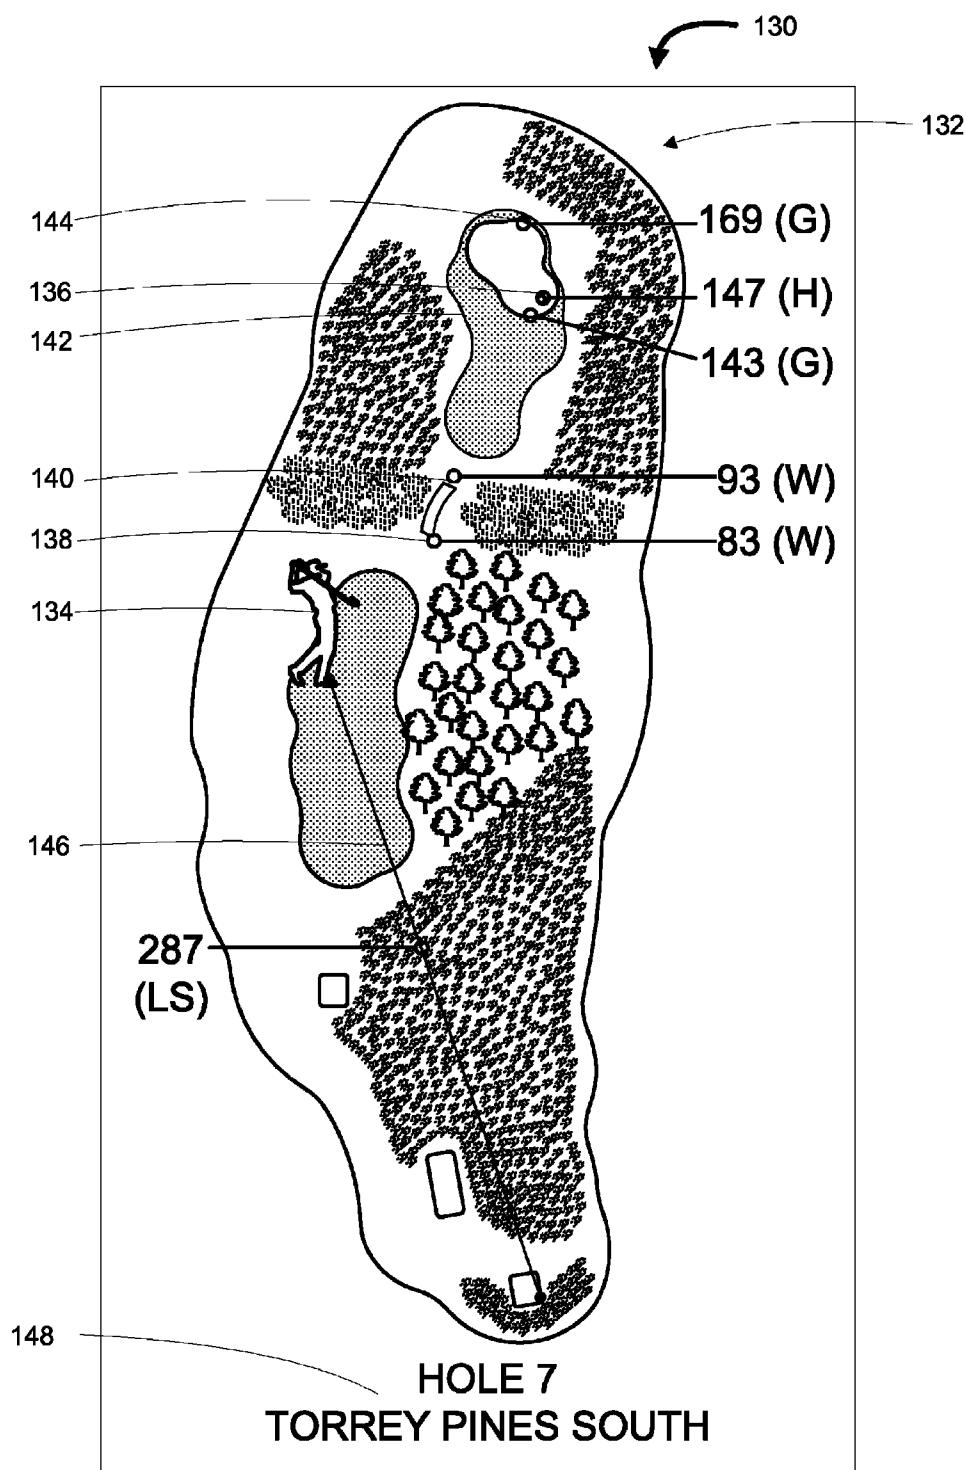 130
132
144
169 (G)
136
147 (H)
142
143 (G)
140
93 (W)
138
83 (W)
134
146
287
(LS)
148
HOLE 7
TORREY PINES SOUTH